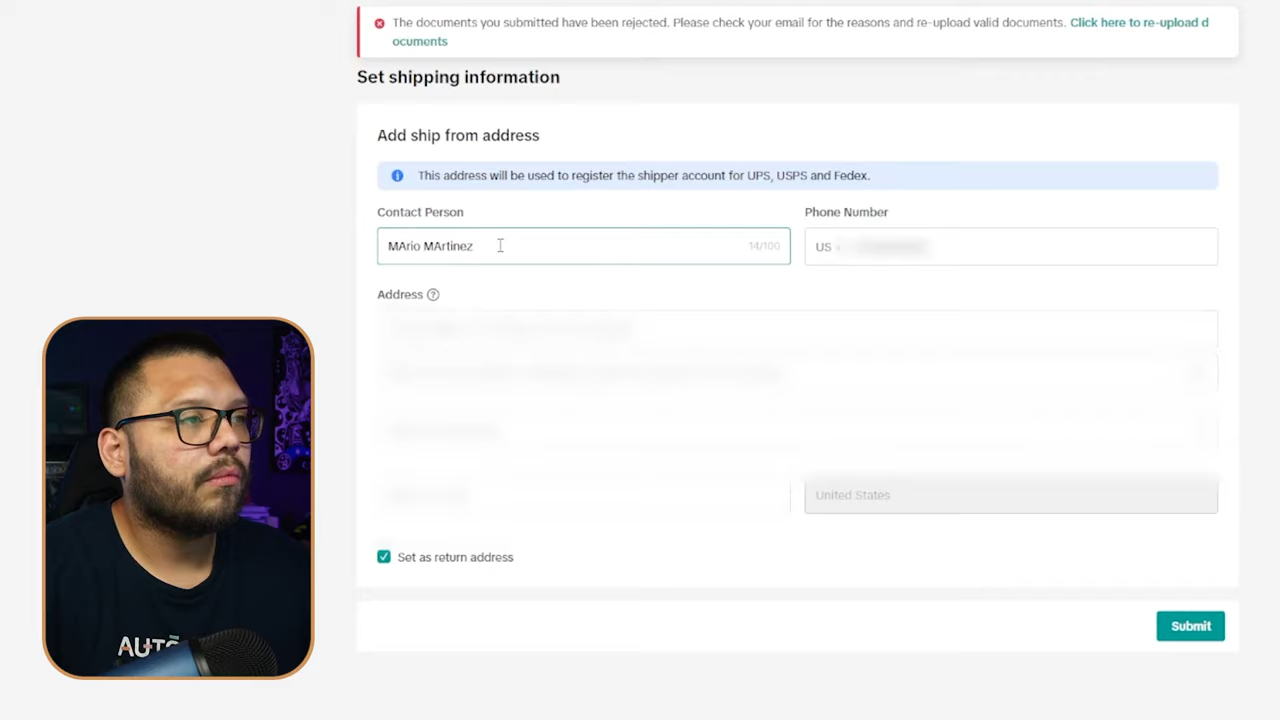 The documents you submitted have been rejected. Please check your email for the reasons and re-upload valid documents. Click here to re-upload d
ocuments
Set shipping information
Add ship from address
This address will be used to register the shipper account for UPS, USPS and Fedex.
Contact Person
Phone Number
MArio MArtinez
14/100
US
Address
United States
Set as return address
Submit